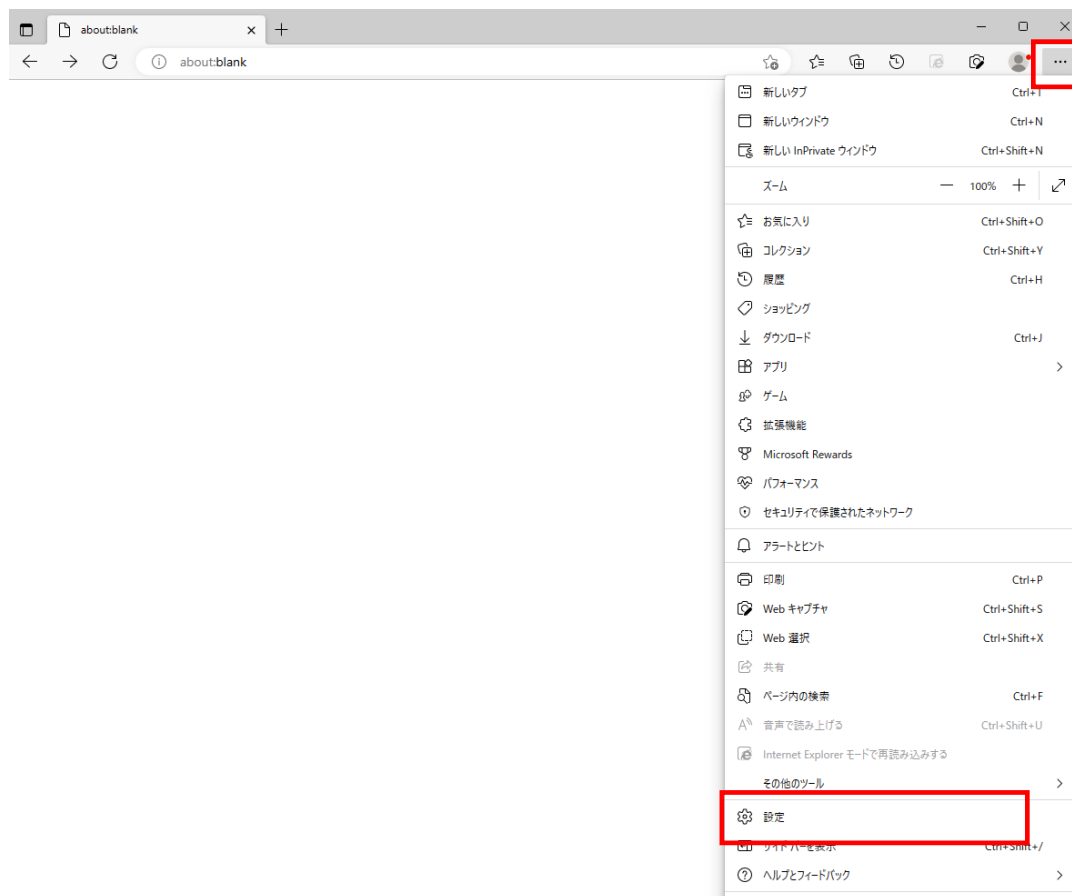 about:blank
about:blank
新しいタブ Ctrl+T
新しいウィンドウ Ctrl+N
新しい InPrivate ウィンドウ Ctrl+Shift+N
ズーム 100%
お気に入り Ctrl+Shift+O
コレクション Ctrl+Shift+Y
履歴 Ctrl+H
ショッピング
ダウンロード Ctrl+J
アプリ
ゲーム
拡張機能
Microsoft Rewards
パフォーマンス
セキュリティで保護されたネットワーク
アラートとヒント
印刷 Ctrl+P
Web キャプチャ Ctrl+Shift+S
Web 選択 Ctrl+Shift+X
共有
ページ内の検索 Ctrl+F
音声で読み上げる Ctrl+Shift+U
Internet Explorer モードで再読み込みする
その他のツール
設定
サイド バーを表示 Ctrl+Shift+/
ヘルプとフィードバック